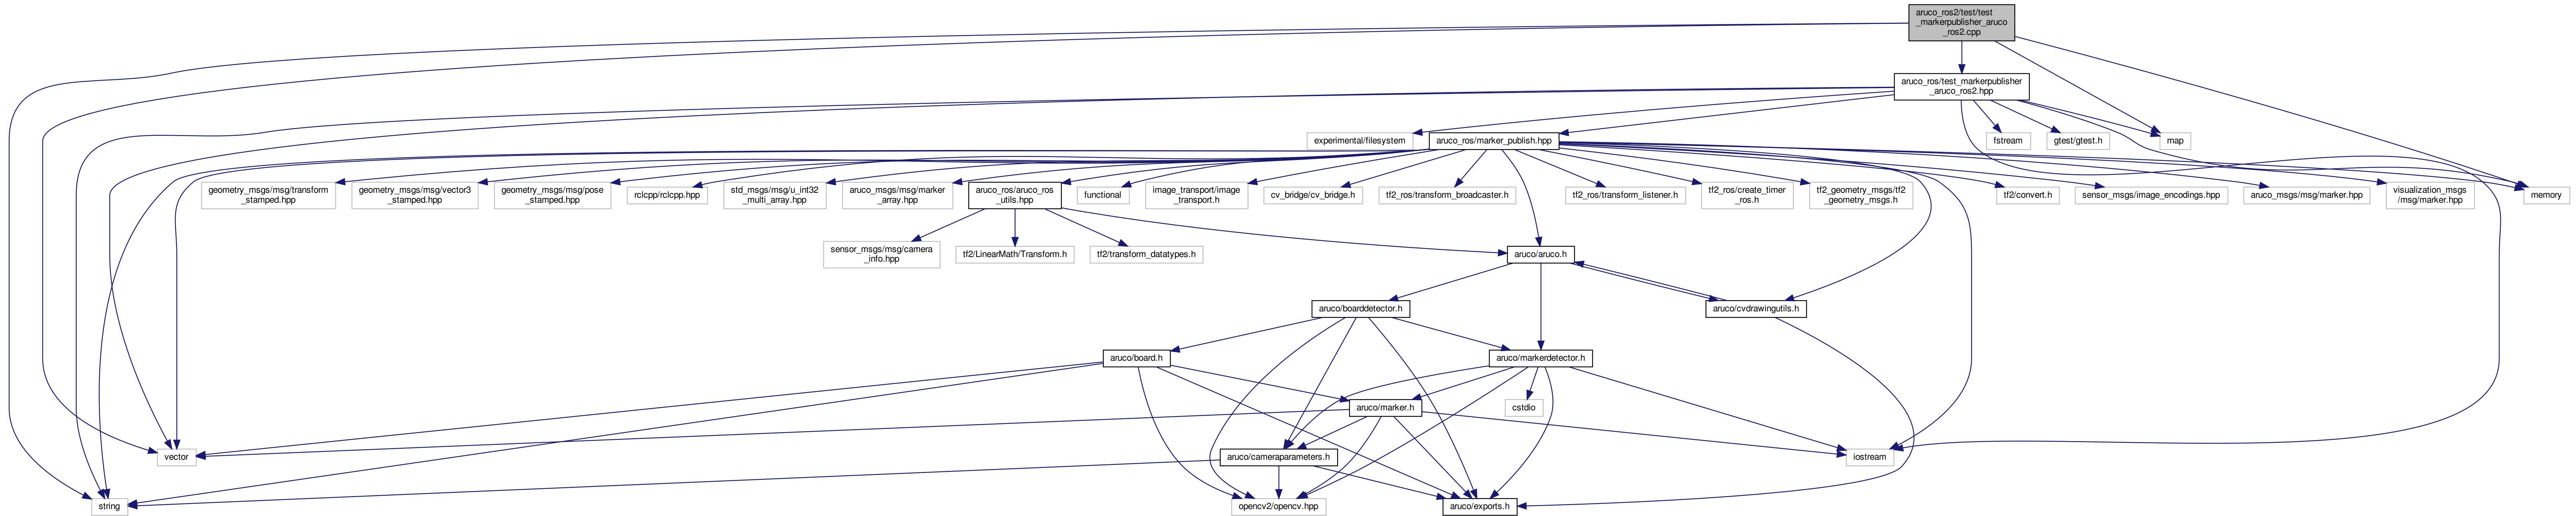 aruco_ros2/test/test
_markerpublisher_aruco
_ros2.cpp
aruco_ros/test_markerpublisher
_aruco_ros2.hpp
experimental/filesystem
aruco_ros/marker_publish.hpp
fstream
gtest/gtest.h
map
geometry_msgs/msg/transform
_stamped.hpp
geometry_msgs/msg/vector3
_stamped.hpp
geometry_msgs/msg/pose
_stamped.hpp
rclcpp/rclcpp.hpp
std_msgs/msg/u_int32
_multi_array.hpp
aruco_msgs/msg/marker
_array.hpp
aruco_ros/aruco_ros
_utils.hpp
functional
image_transport/image
_transport.h
cv_bridge/cv_bridge.h
tf2_ros/transform_broadcaster.h
tf2_ros/transform_listener.h
tf2_ros/create_timer
_ros.h
tf2_geometry_msgs/tf2
_geometry_msgs.h
tf2/convert.h
sensor_msgs/image_encodings.hpp
aruco_msgs/msg/marker.hpp
visualization_msgs
/msg/marker.hpp
memory
sensor_msgs/msg/camera
_info.hpp
tf2/LinearMath/Transform.h
tf2/transform_datatypes.h
aruco/aruco.h
aruco/boarddetector.h
aruco/cvdrawingutils.h
aruco/board.h
aruco/markerdetector.h
aruco/marker.h
cstdio
vector
aruco/cameraparameters.h
iostream
string
opencv2/opencv.hpp
aruco/exports.h